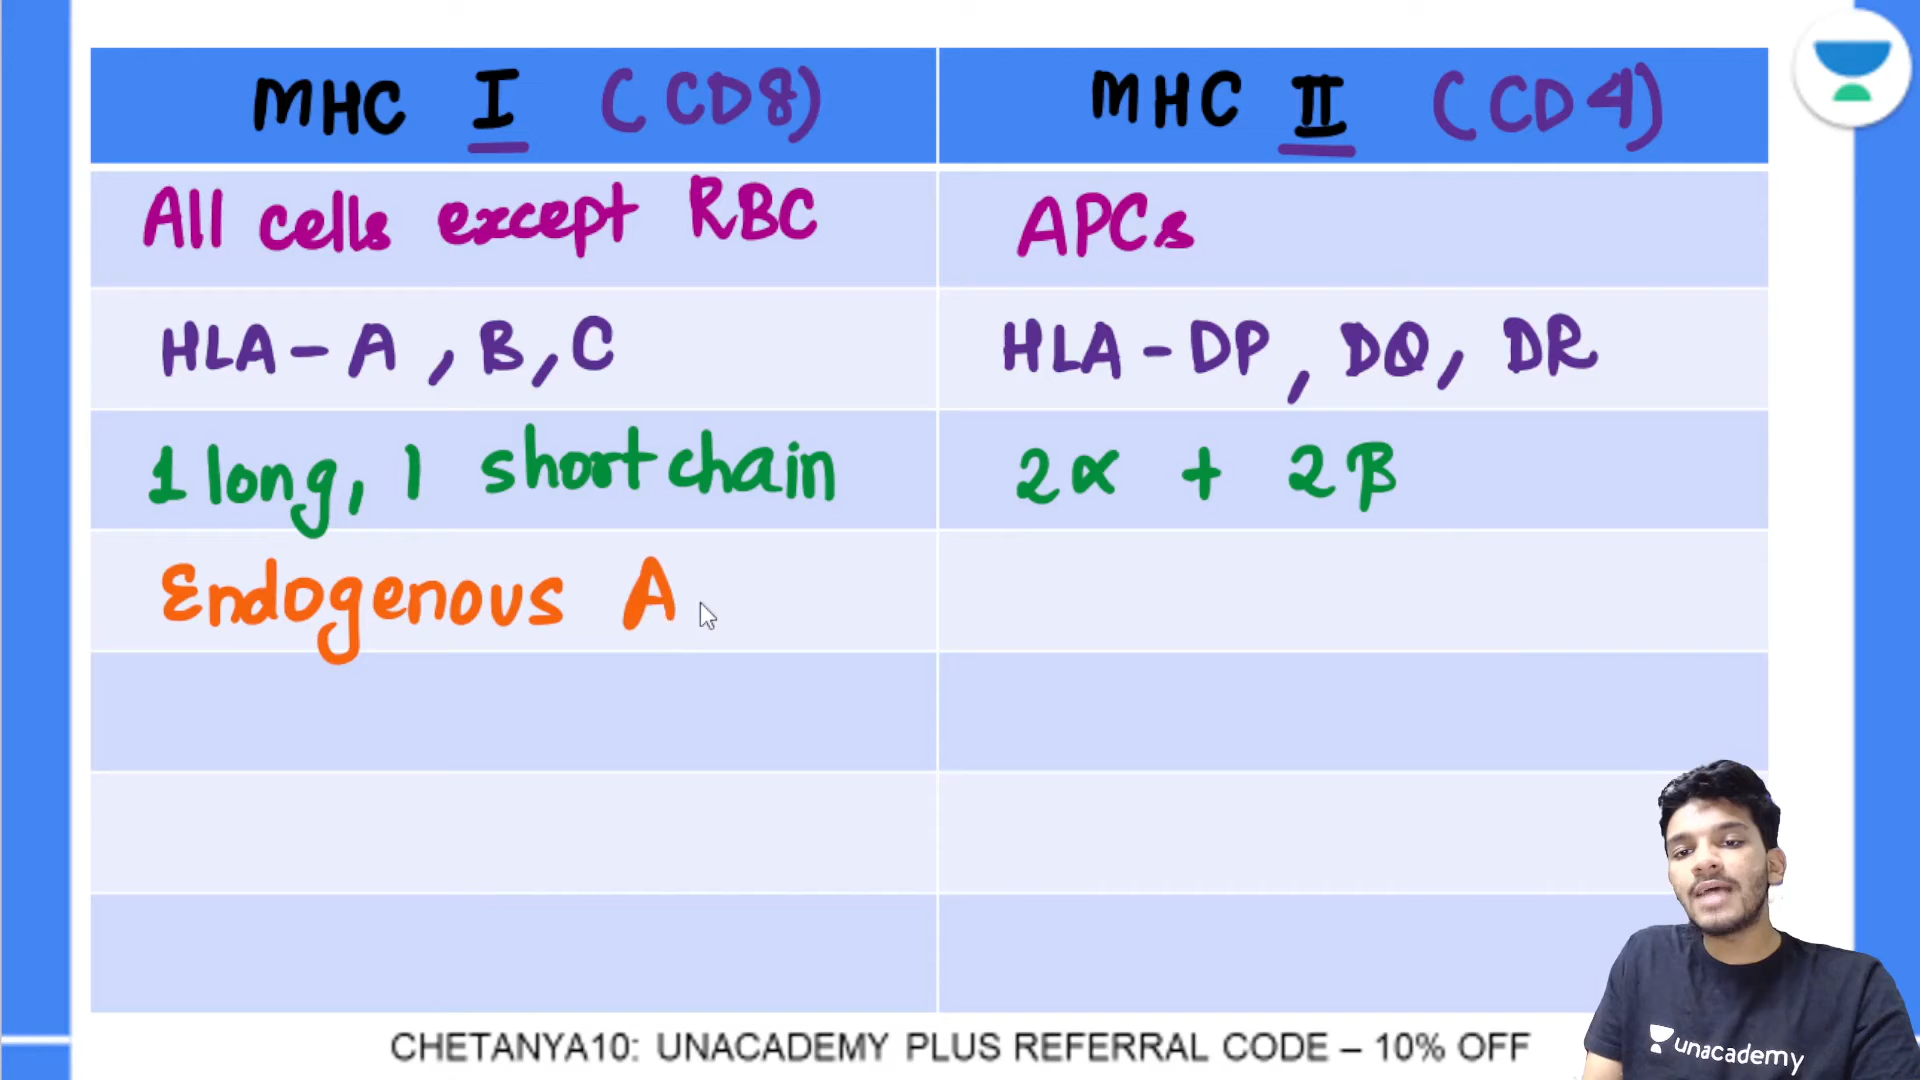 MHC I (CD8)
MHC II (CD4)
All cells except RBC
APCs
HLA - A, B, C
HLA - DP, DQ, DR
1 long, 1 short chain
2α + 2β
Endogenous A
unacademy
CHETANYA10: UNACADEMY PLUS REFERRAL CODE – 10% OFF